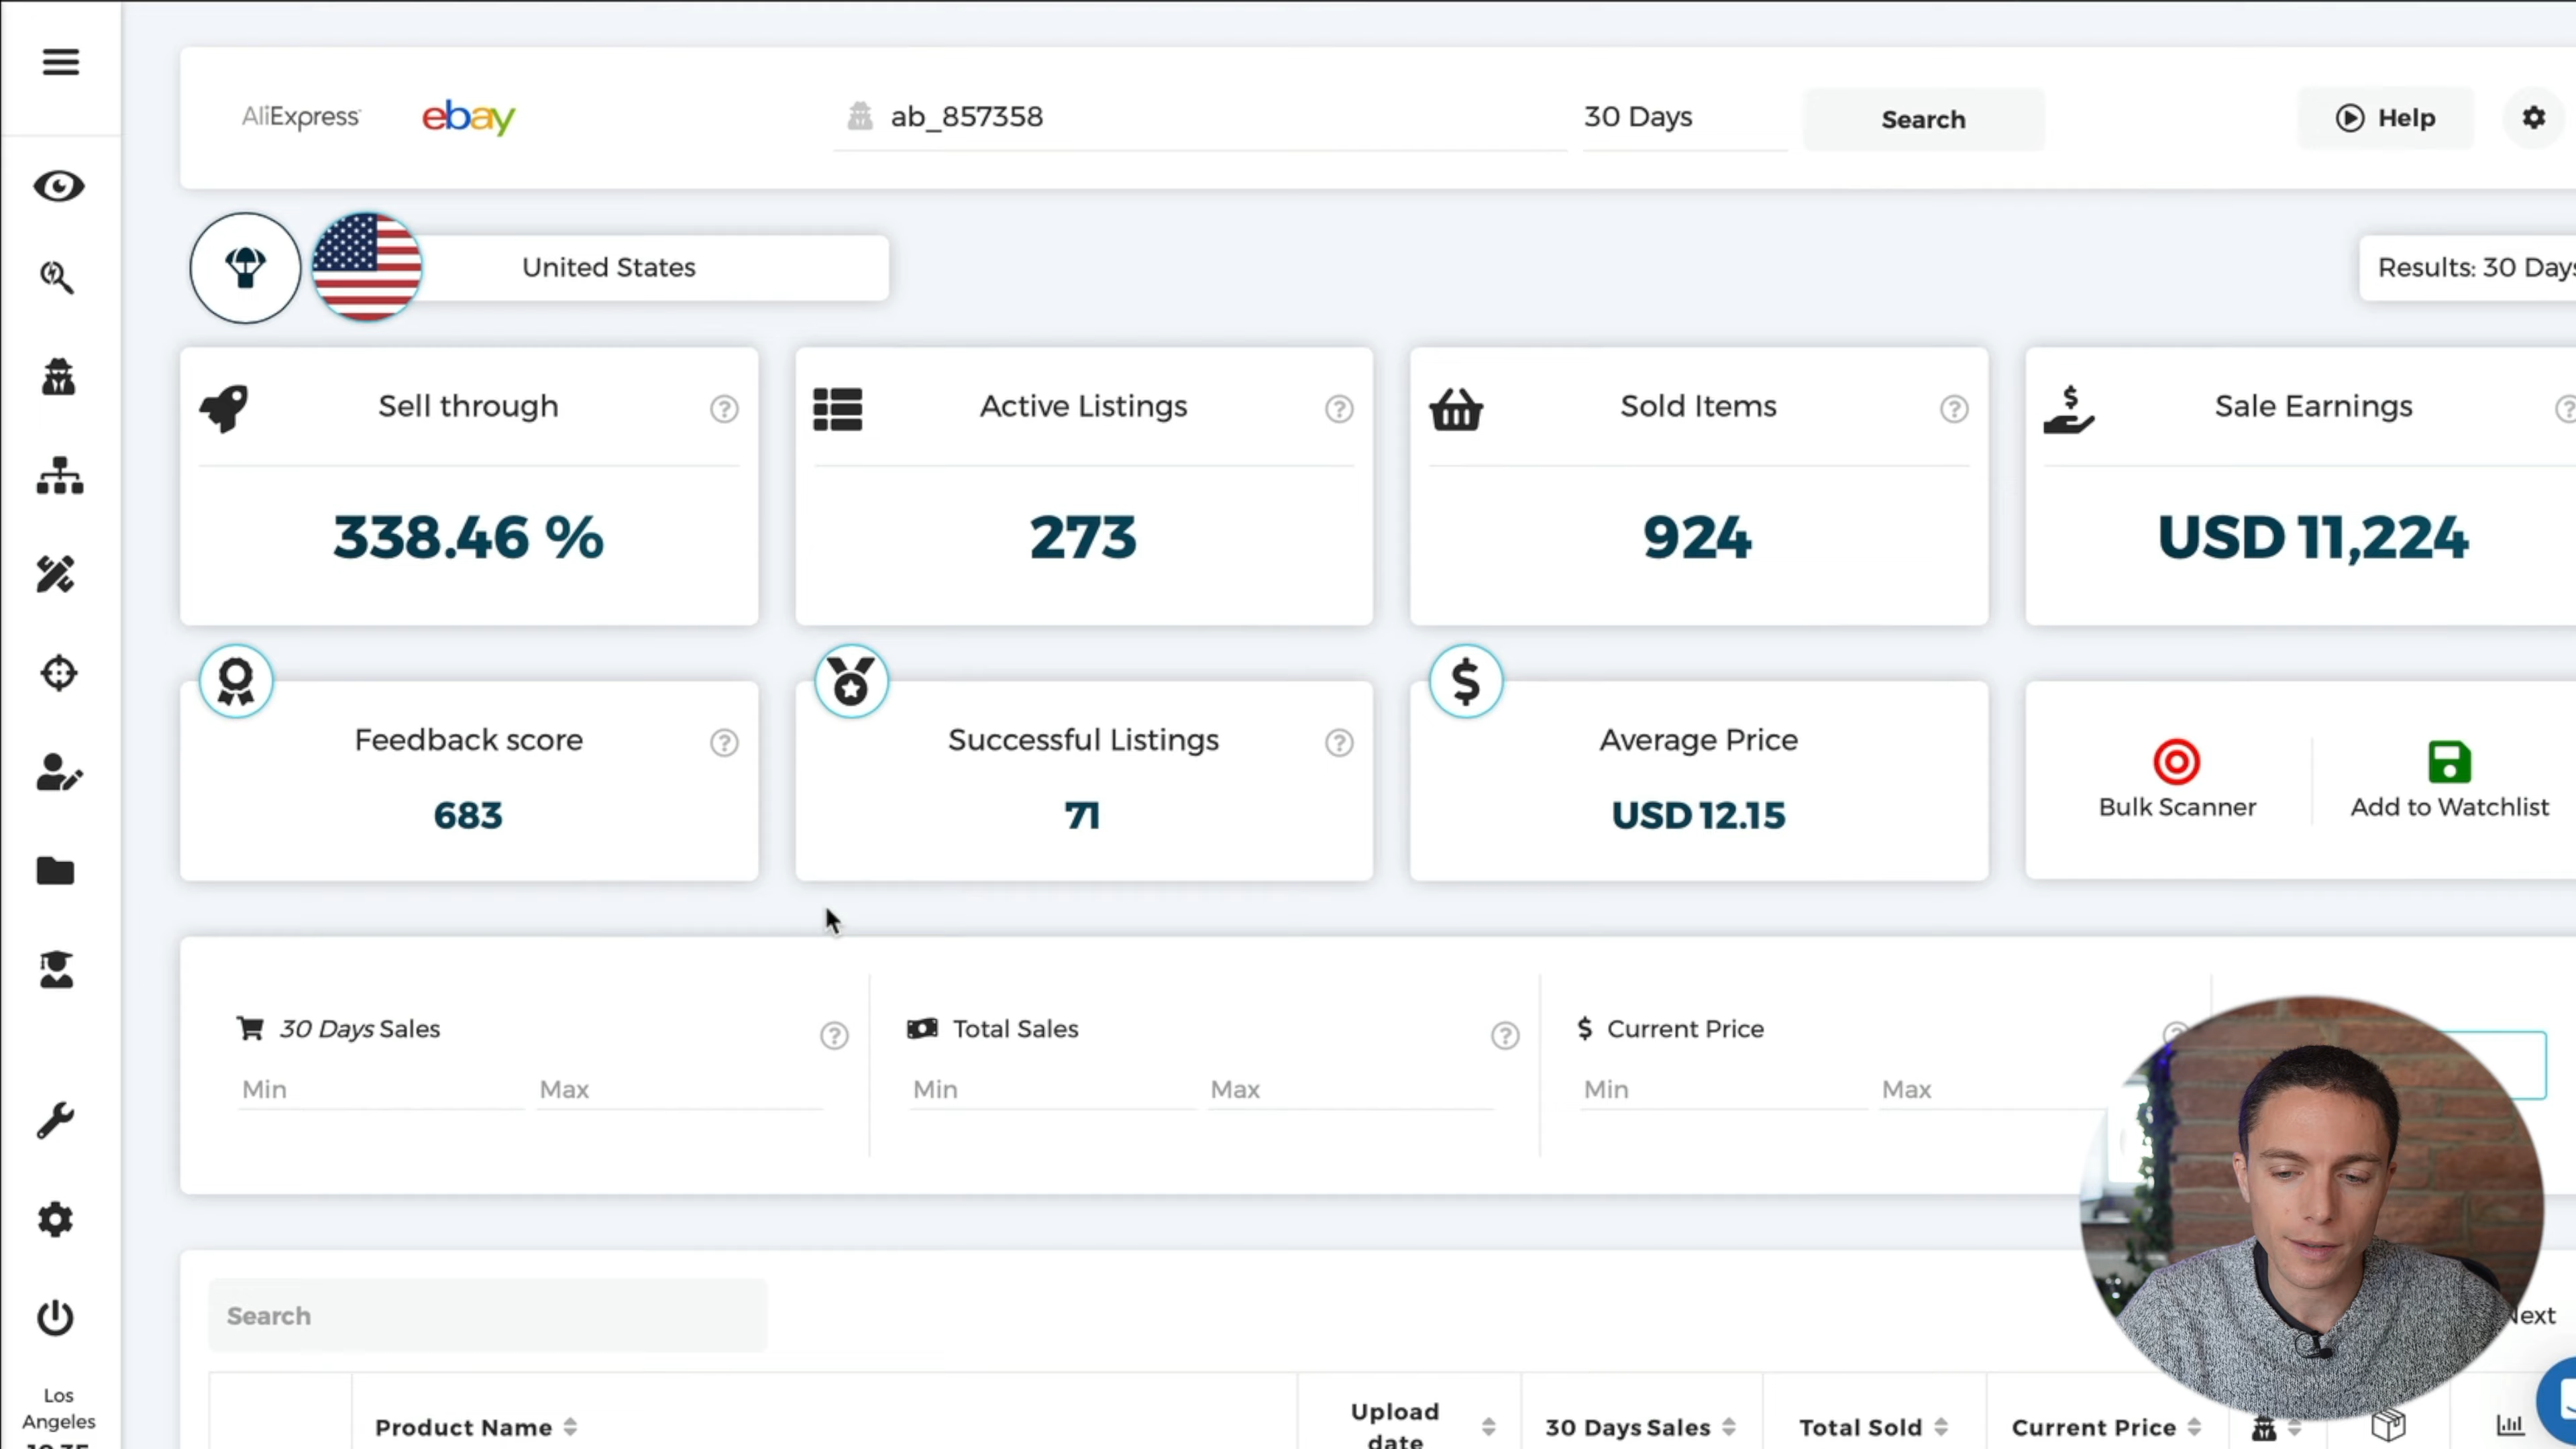 AliExpress
ebay
ab_857358
30 Days
Search
Help
United States
Results: 30 Days
Sell through
Active Listings
Sold Items
Sale Earnings
338.46 %
273
924
USD 11,224
Feedback score
Successful Listings
Average Price
683
71
USD 12.15
Bulk Scanner
Add to Watchlist
30 Days Sales
Total Sales
$ Current Price
Min
Max
Min
Max
Min
Max
Search
Next
Los
Angeles
Product Name
Upload
date
30 Days Sales
Total Sold
Current Price